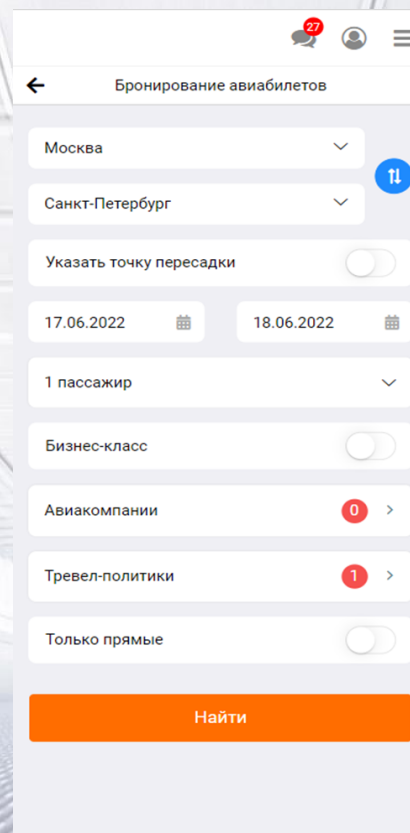 27
Бронирование авиабилетов
Москва
Санкт-Петербург
Указать точку пересадки
17.06.2022 18.06.2022
1 пассажир
Бизнес-класс
Авиакомпании 0
Тревел-политики 1
Только прямые
Найти